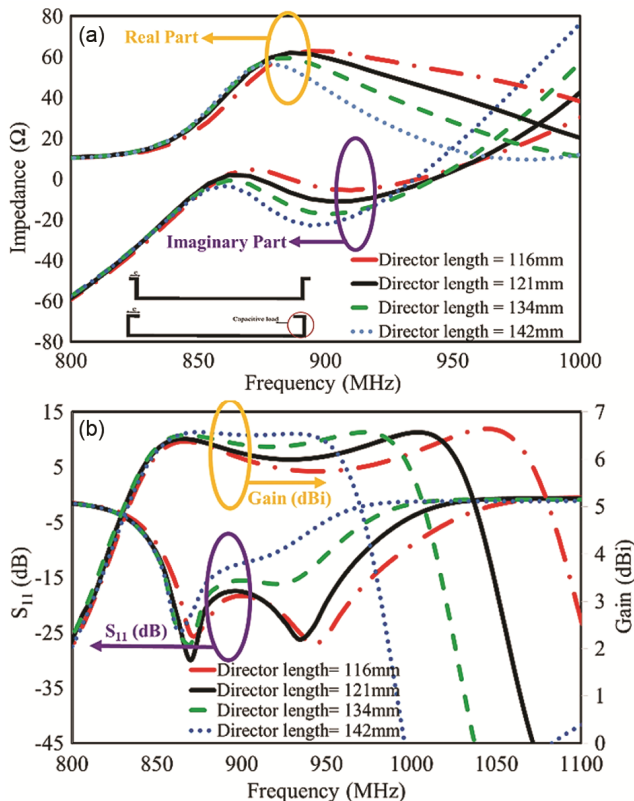 (a)
80
60
40
20
0
-20
-40
-60
-80
Impedance (Ω)
Real Part
Imaginary Part
Capacitive load
Director length = 116mm
Director length = 121mm
Director length = 134mm
Director length = 142mm
800 850 900 950 1000
Frequency (MHz)
(b)
15
5
-5
-15
-25
-35
-45
S11 (dB)
7
6
5
4
3
2
1
0
Gain (dBi)
Gain (dBi)
S11 (dB)
Director length= 116mm
Director length= 121mm
Director length= 134mm
Director length= 142mm
800 850 900 950 1000 1050 1100
Frequency (MHz)